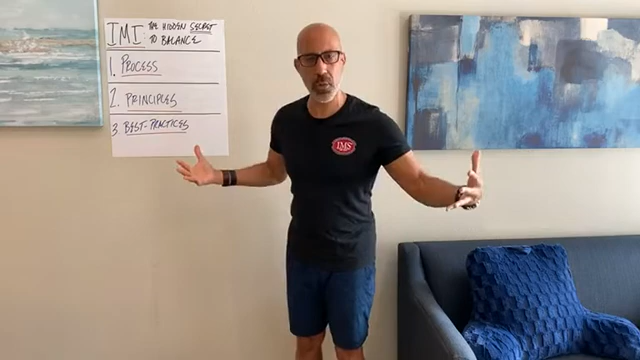 IMI: THE HIDDEN SECRET
TO BALANCE
1. PROCESS
2. PRINCIPLES
3 BEST-PRACTICES
IMS